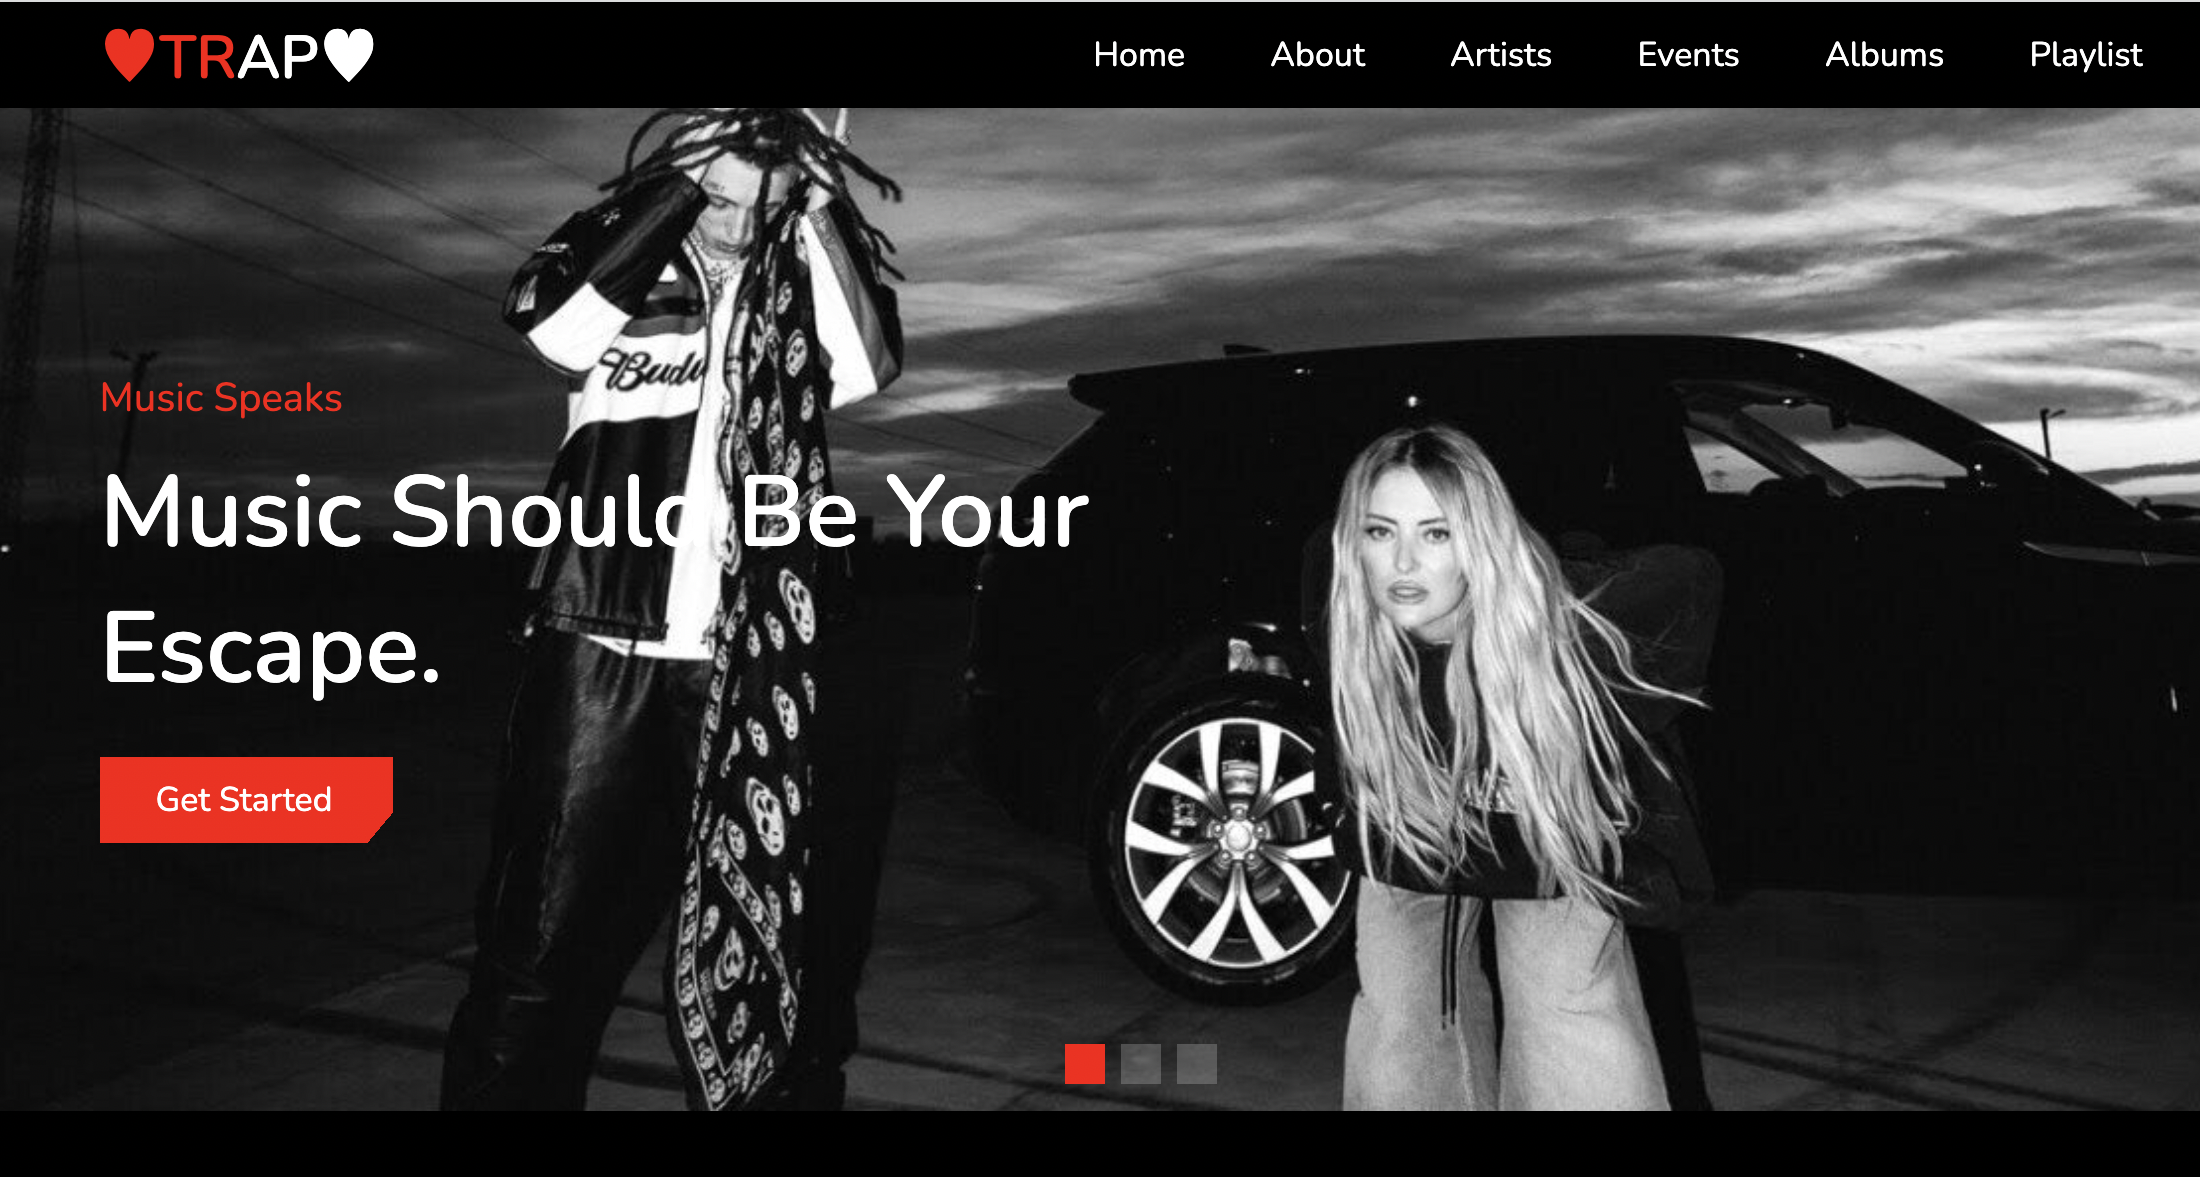 ♥TRAP♥
Home About Artists Events Albums Playlist
Music Speaks
Music Should Be Your
Escape.
Get Started